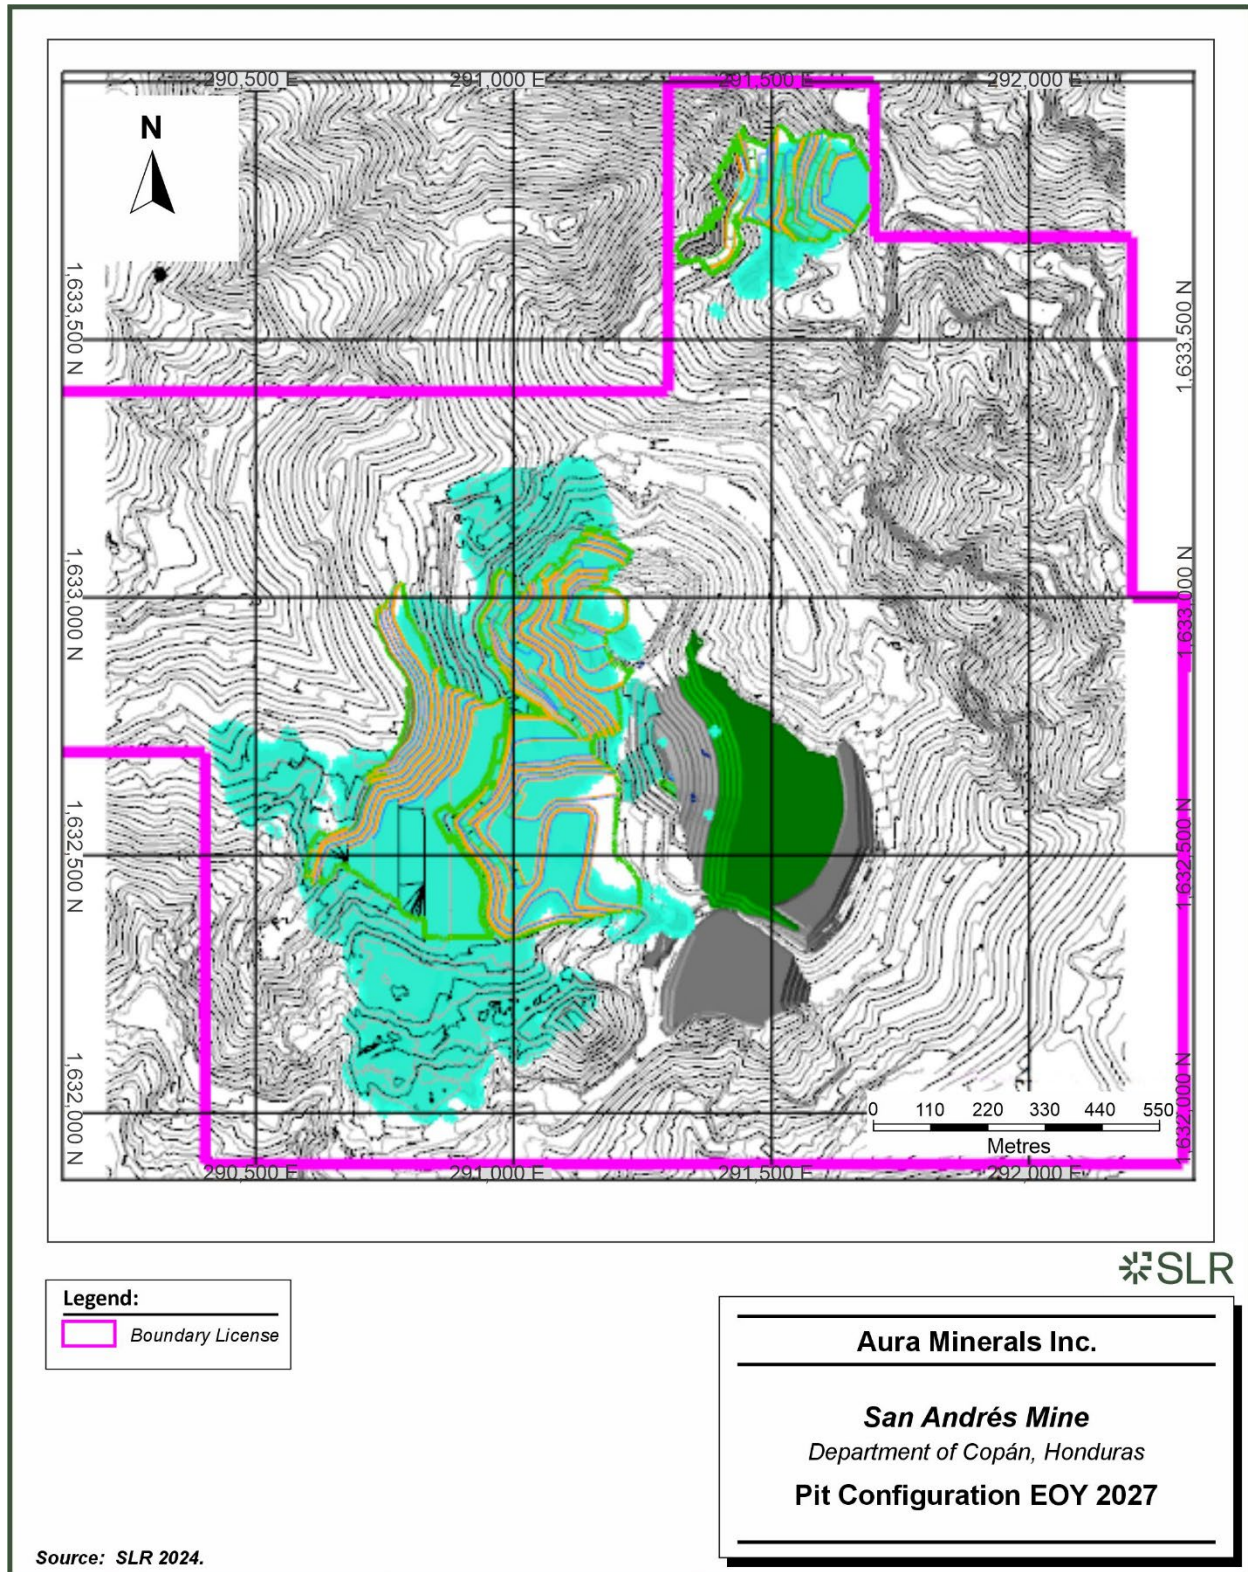 290,500 E
291,000 E
291,500 E
292,000 E
N
1,633,500 N
1,633,500 N
1,633,000 N
1,633,000 N
1,632,500 N
1,632,500 N
1,632,000 N
1,632,000 N
0 110 220 330 440 550
Metres
290,500 E
291,000 E
291,500 E
292,000 E
SLR
Legend:
Boundary License
Aura Minerals Inc.
San Andrés Mine
Department of Copán, Honduras
Pit Configuration EOY 2027
Source: SLR 2024.